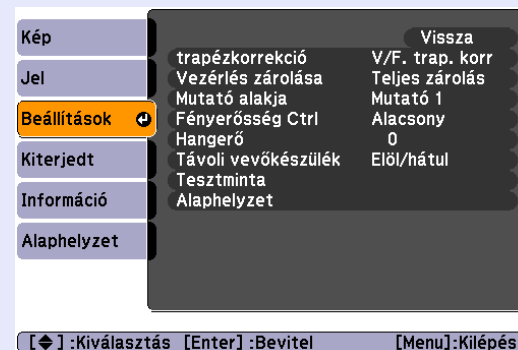 Kép
Jel
Beállítások
Kiterjedt
Információ
Alaphelyzet
Vissza
trapézkorrekció V/F. trap. korr
Vezérlés zárolása Teljes zárolás
Mutató alakja Mutató 1
Fényerősség Ctrl Alacsony
Hangerő 0
Távoli vevőkészülék Elöl/hátul
Tesztminta
Alaphelyzet
[◆] :Kiválasztás [Enter] :Bevitel [Menu]:Kilépés